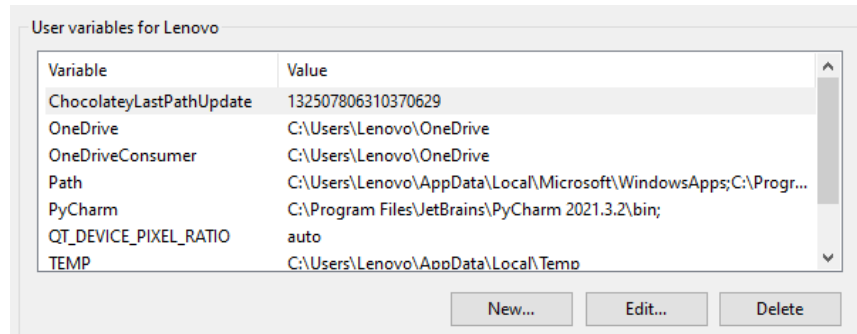 User variables for Lenovo
Variable Value
ChocolateyLastPathUpdate 132507806310370629
OneDrive C:\Users\Lenovo\OneDrive
OneDriveConsumer C:\Users\Lenovo\OneDrive
Path C:\Users\Lenovo\AppData\Local\Microsoft\WindowsApps;C:\Progr...
PyCharm C:\Program Files\JetBrains\PyCharm 2021.3.2\bin;
QT_DEVICE_PIXEL_RATIO auto
TEMP C:\Users\Lenovo\AppData\Local\Temp
New... Edit... Delete